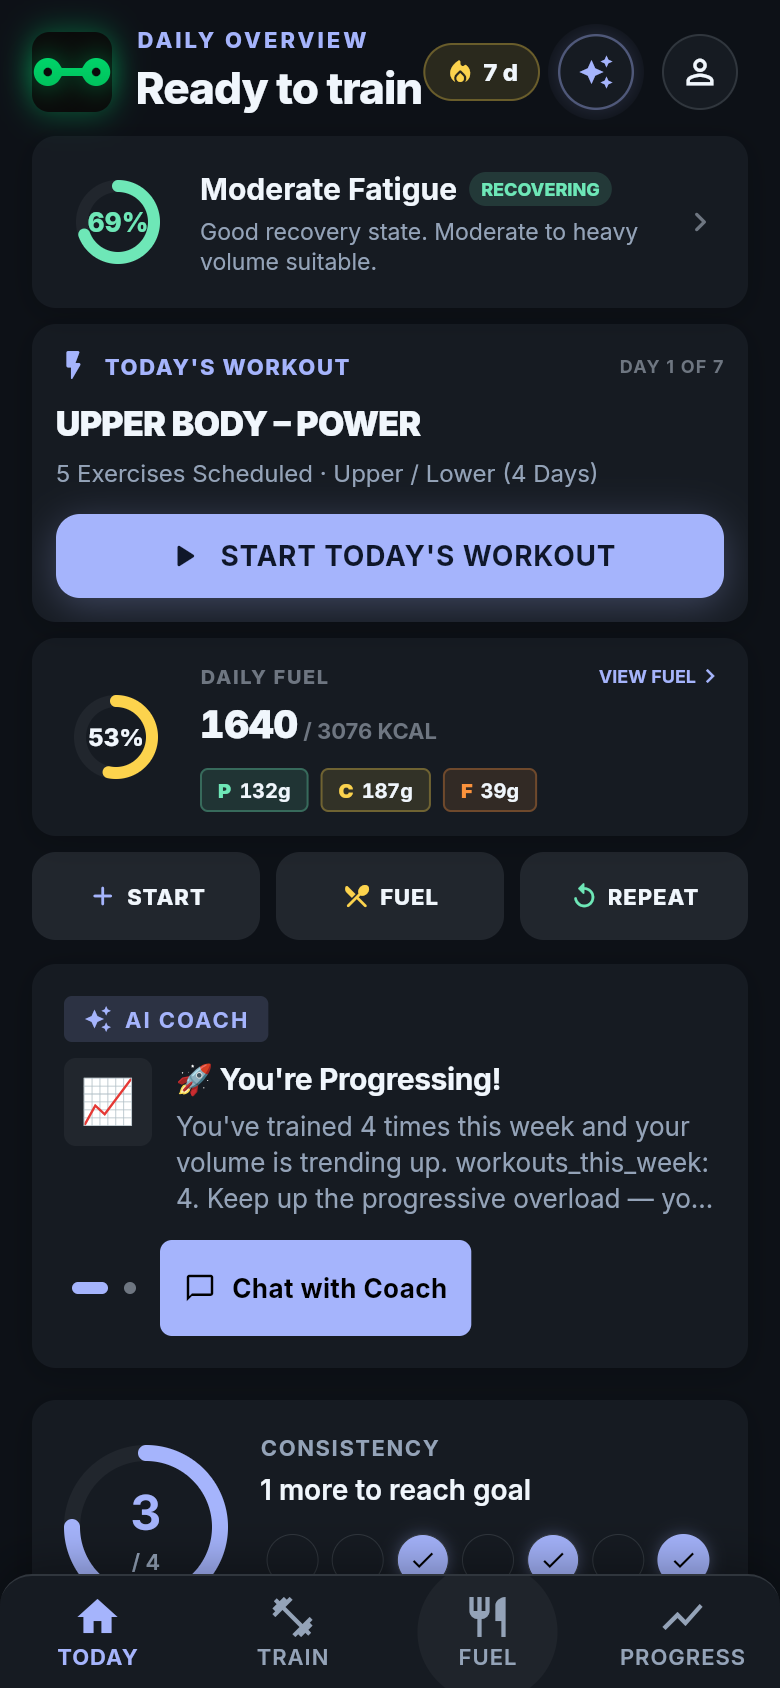 DAILY OVERVIEW
Ready to train
7 d
69%
Moderate Fatigue
RECOVERING
Good recovery state. Moderate to heavy
volume suitable.
TODAY'S WORKOUT
DAY 1 OF 7
UPPER BODY – POWER
5 Exercises Scheduled · Upper / Lower (4 Days)
START TODAY'S WORKOUT
53%
DAILY FUEL
VIEW FUEL
1640 / 3076 KCAL
P 132g
C 187g
F 39g
START
FUEL
REPEAT
AI COACH
🚀 You're Progressing!
You've trained 4 times this week and your
volume is trending up. workouts_this_week:
4. Keep up the progressive overload — yo...
Chat with Coach
3
/ 4
CONSISTENCY
1 more to reach goal
TODAY
TRAIN
FUEL
PROGRESS